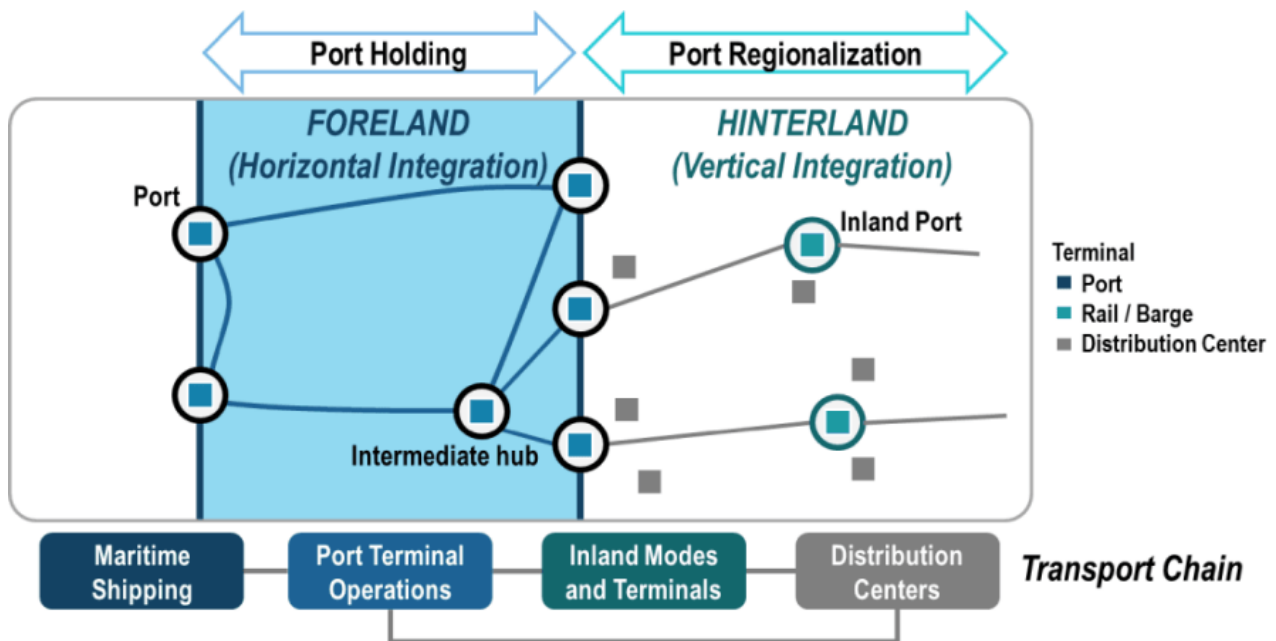 Port Holding
Port Regionalization
FORELAND
(Horizontal Integration)
HINTERLAND
(Vertical Integration)
Port
Inland Port
Intermediate hub
Terminal
Port
Rail / Barge
Distribution Center
Maritime
Shipping
Port Terminal
Operations
Inland Modes
and Terminals
Distribution
Centers
Transport Chain